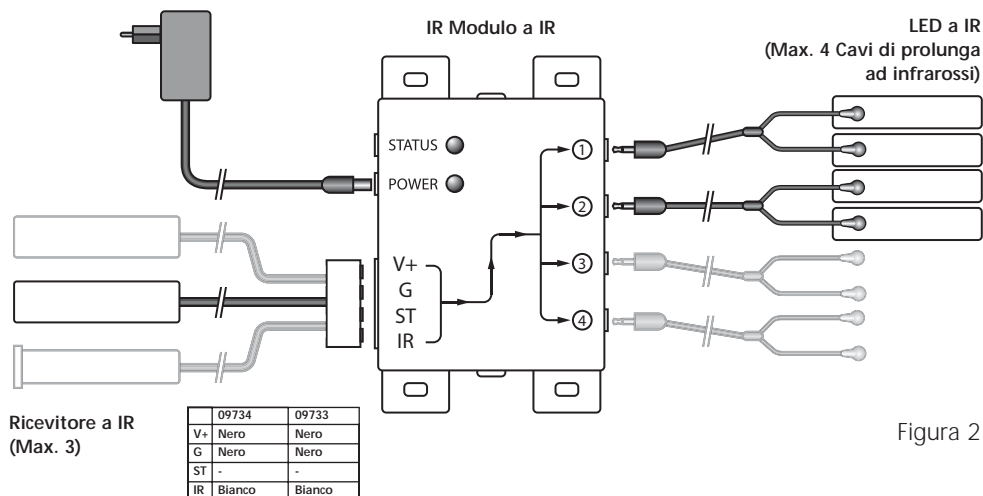 IR Modulo a IR
LED a IR
(Max. 4 Cavi di prolunga
ad infrarossi)
STATUS
POWER
1
2
3
4
V+
G
ST
IR
Ricevitore a IR
(Max. 3)
09734 09733
V+ Nero Nero
G Nero Nero
ST - -
IR Bianco Bianco
Figura 2